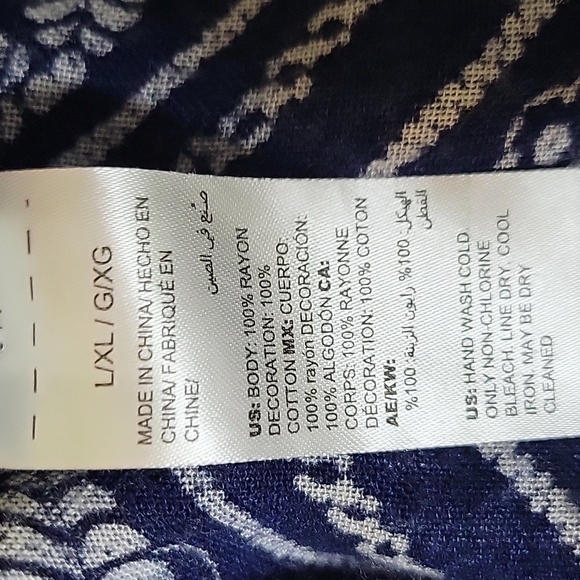 L/XL / G/XG
MADE IN CHINA/ HECHO EN
CHINA/ FABRIQUÉ EN
CHINE/
صُنع في الصين
US: BODY: 100% RAYON
DECORATION: 100%
COTTON MX: CUERPO:
100% rayón DECORACIÓN:
100% ALGODÓN CA:
CORPS: 100% RAYONNE
DÉCORATION: 100% COTON
AE/KW:
الهيكل: 100% رايون الزينة: 100%
القطن
US: HAND WASH COLD
ONLY NON-CHLORINE
BLEACH. LINE DRY. COOL
IRON. MAY BE DRY
CLEANED